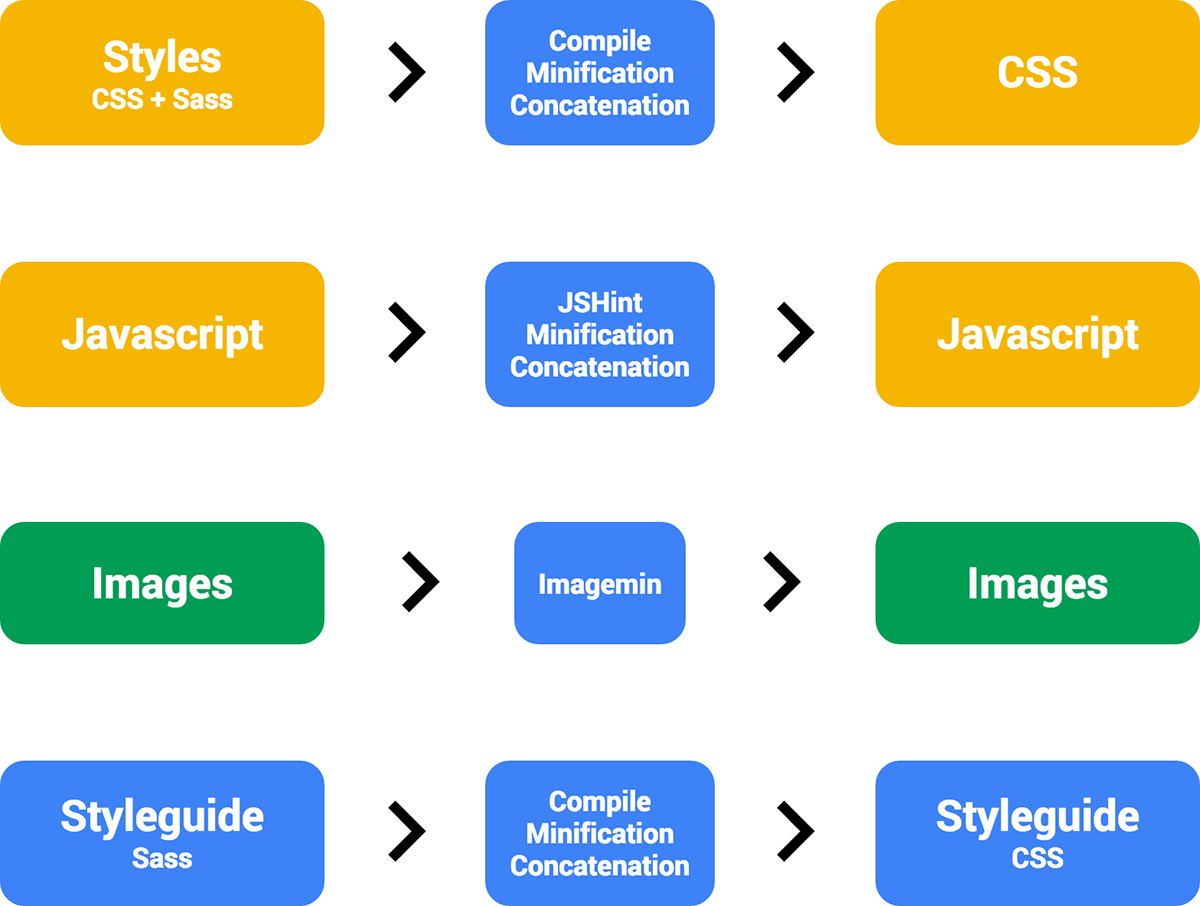 Styles
CSS + Sass
Compile
Minification
Concatenation
CSS
Javascript
JSHint
Minification
Concatenation
Javascript
Images
Imagemin
Images
Styleguide
Sass
Compile
Minification
Concatenation
Styleguide
CSS